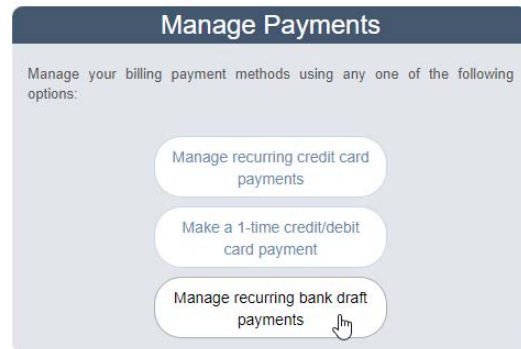 Manage Payments
Manage your billing payment methods using any one of the following
options:
Manage recurring credit card
payments
Make a 1-time credit/debit
card payment
Manage recurring bank draft
payments